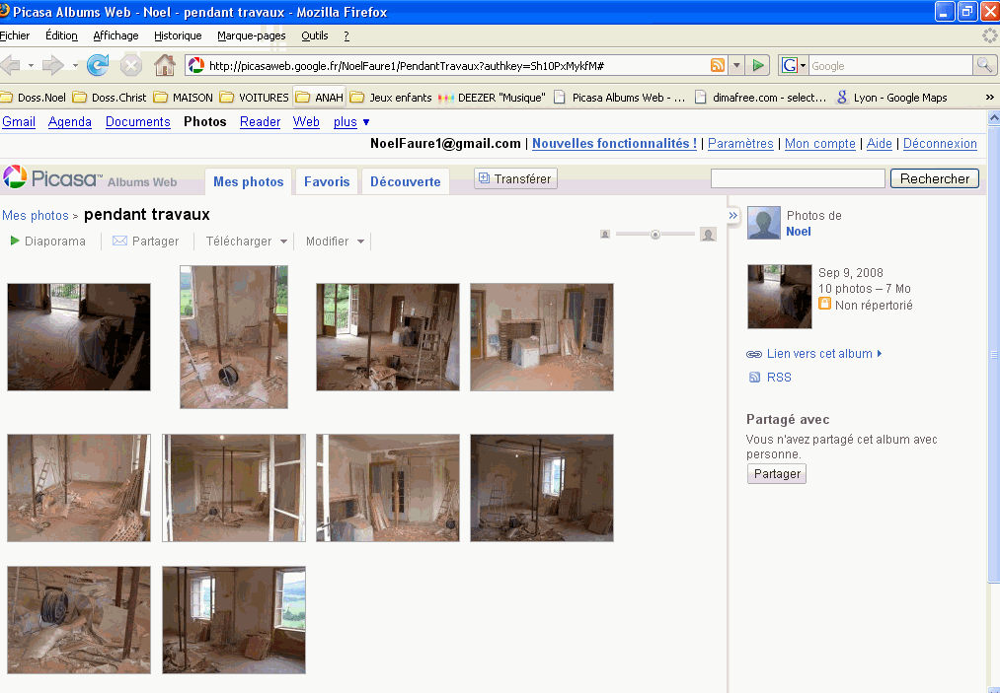 Picasa Albums Web - Noel - pendant travaux - Mozilla Firefox
Fichier Édition Affichage Historique Marque-pages Outils ?
http://picasaweb.google.fr/NoelFaure1/PendantTravaux?authkey=Sh10PxMykfM# Google
Doss.Noel Doss.Christ MAISON VOITURES ANAH Jeux enfants DEEZER "Musique" Picasa Albums Web - ... dimafree.com - select... Lyon - Google Maps »
Gmail Agenda Documents Photos Reader Web plus ▼
NoelFaure1@gmail.com | Nouvelles fonctionnalités ! | Paramètres | Mon compte | Aide | Déconnexion
Picasa™ Albums Web Mes photos Favoris Découverte Transférer Rechercher
Mes photos > pendant travaux
Diaporama Partager Télécharger Modifier
»
Photos de
Noel
Sep 9, 2008
10 photos – 7 Mo
Non répertorié
Lien vers cet album
RSS
Partagé avec
Vous n'avez partagé cet album avec
personne.
Partager